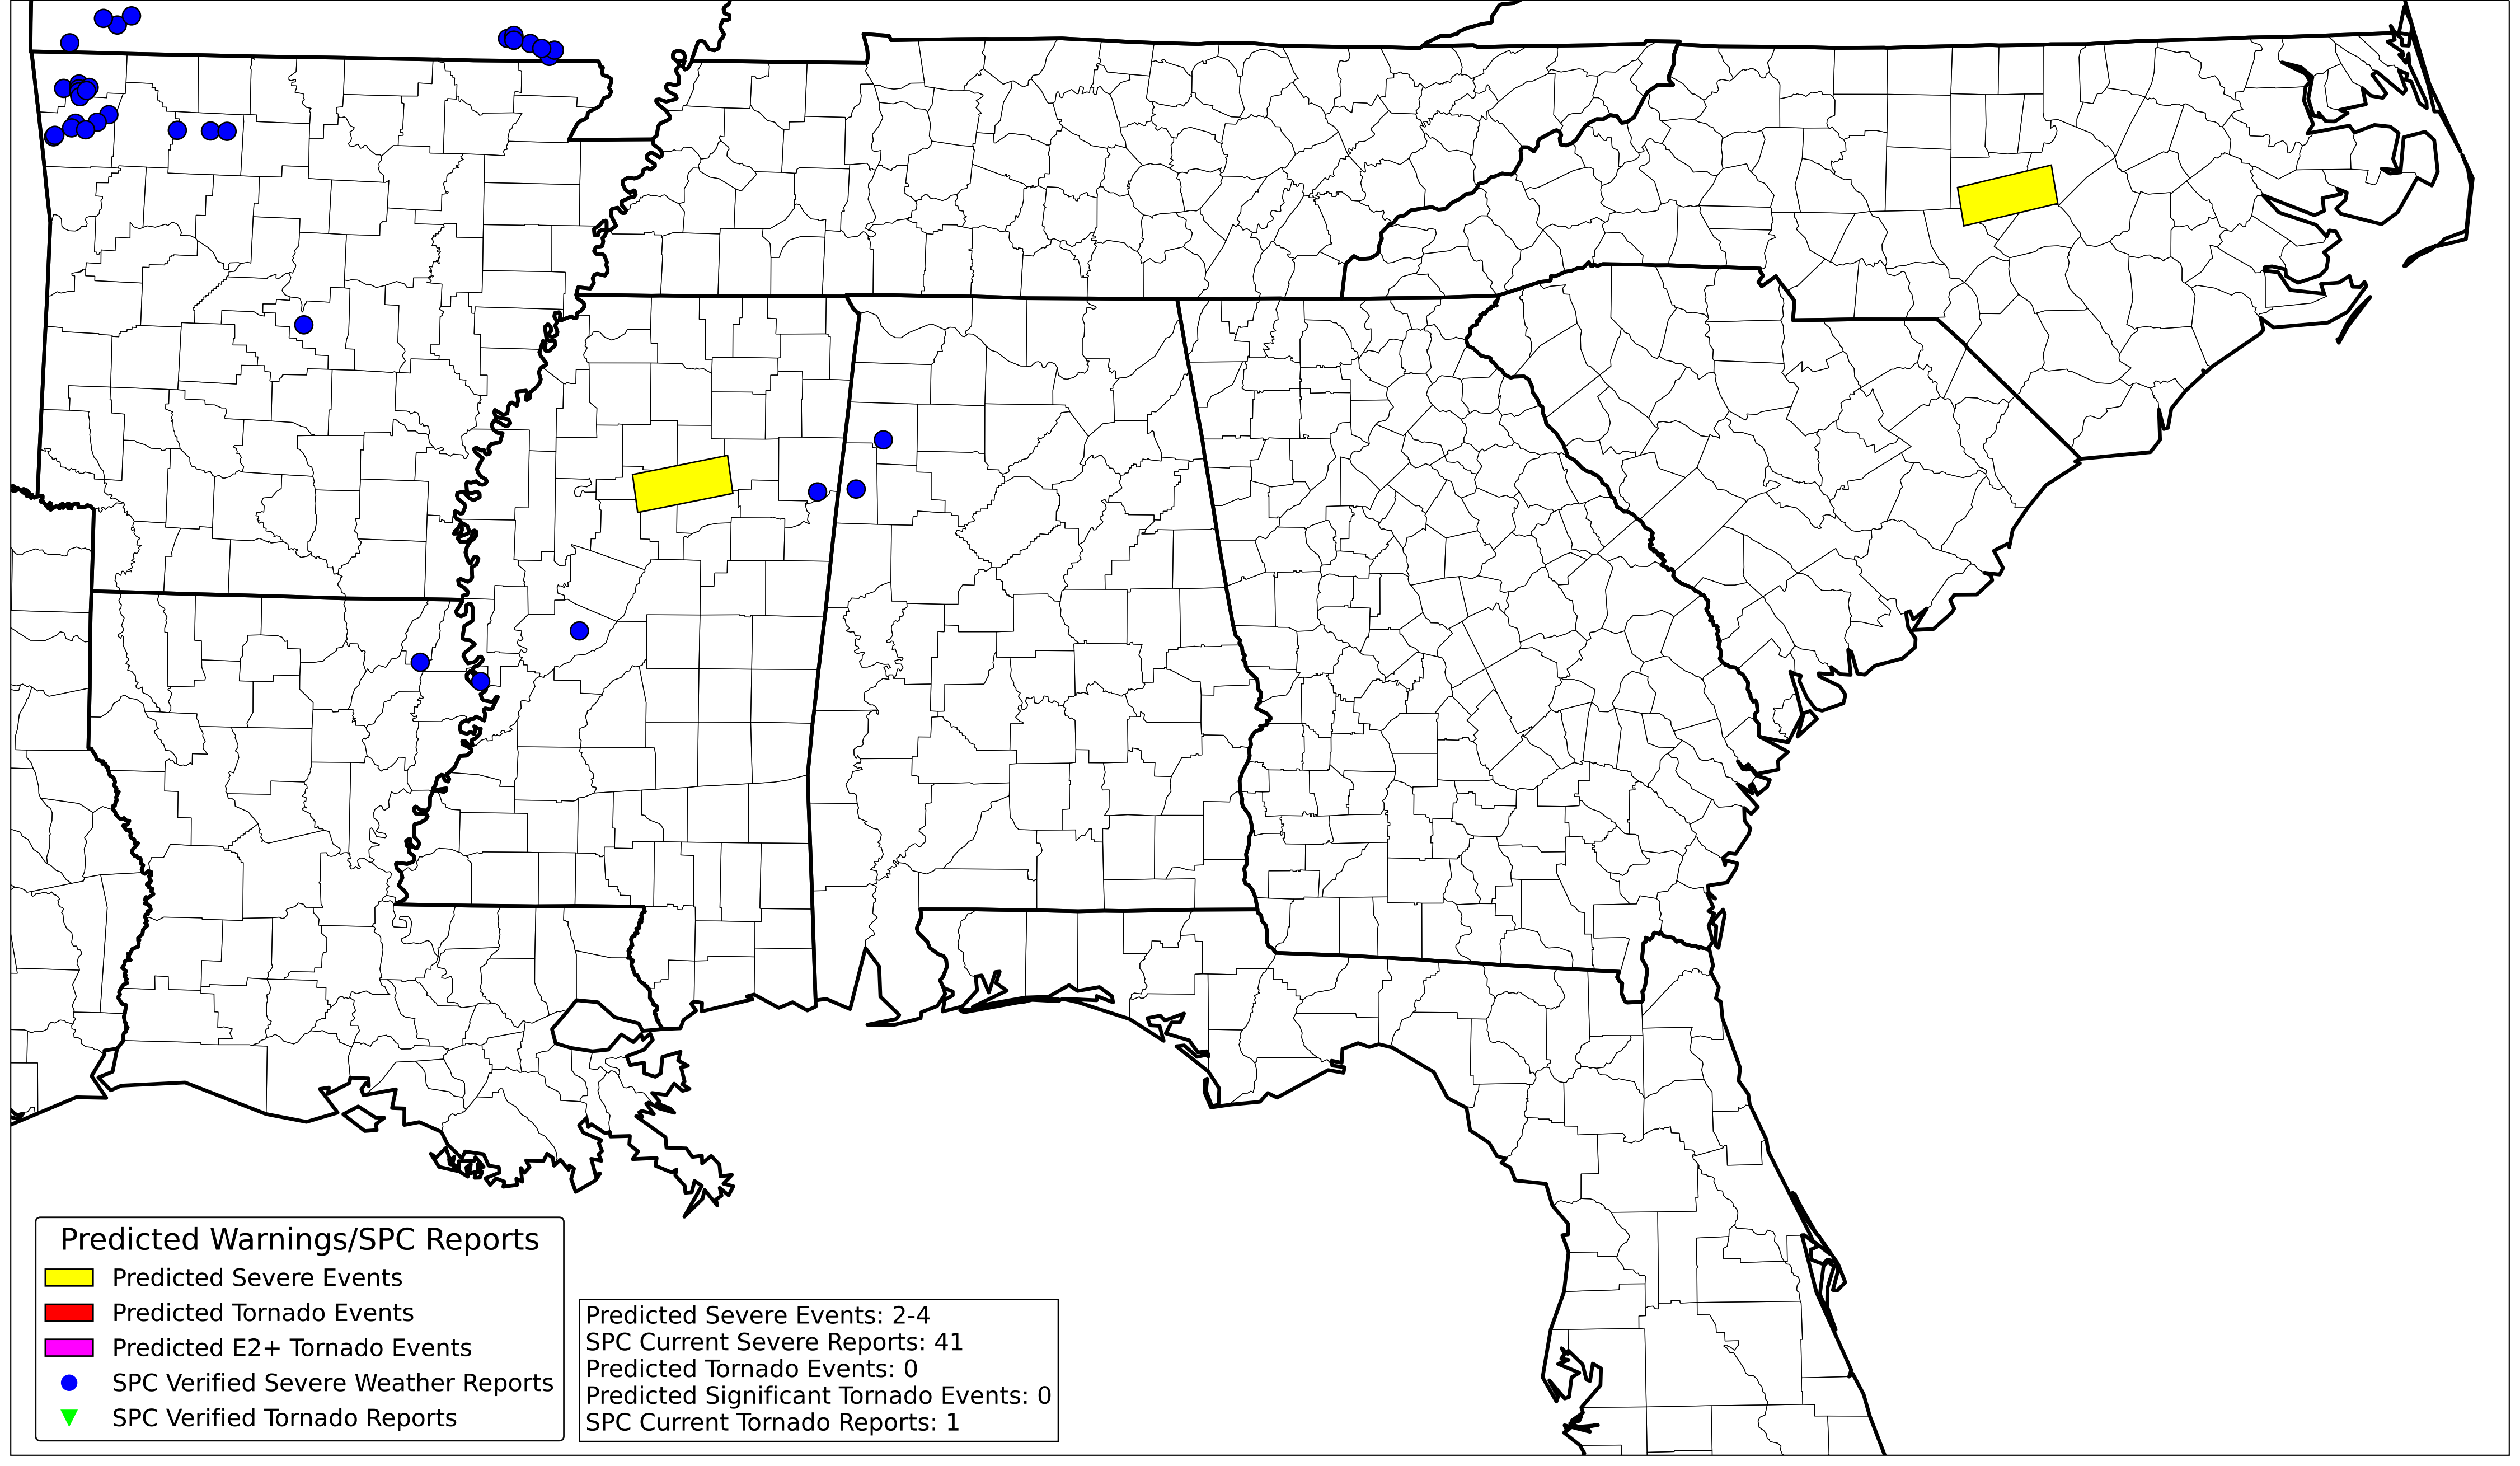 Predicted Warnings/SPC Reports
Predicted Severe Events
Predicted Tornado Events
Predicted E2+ Tornado Events
SPC Verified Severe Weather Reports
SPC Verified Tornado Reports
Predicted Severe Events: 2-4
SPC Current Severe Reports: 41
Predicted Tornado Events: 0
Predicted Significant Tornado Events: 0
SPC Current Tornado Reports: 1